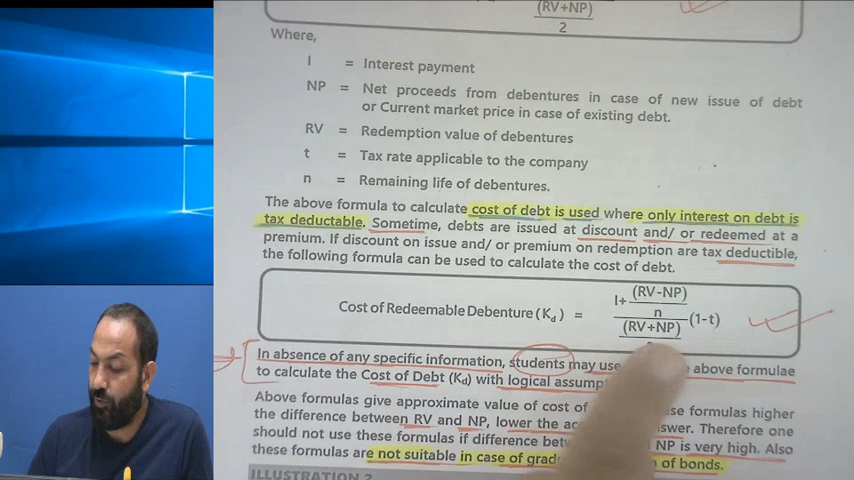 (RV+NP)
2
Where,
I = Interest payment
NP = Net proceeds from debentures in case of new issue of debt
or Current market price in case of existing debt.
RV = Redemption value of debentures
t = Tax rate applicable to the company
n = Remaining life of debentures.
The above formula to calculate cost of debt is used where only interest on debt is
tax deductable. Sometime, debts are issued at discount and/ or redeemed at a
premium. If discount on issue and/ or premium on redemption are tax deductible,
the following formula can be used to calculate the cost of debt.
(RV-NP)
I+ n
Cost of Redeemable Debenture (Kd) = (1-t)
(RV+NP)
In absence of any specific information, students may use above formulae
to calculate the Cost of Debt (Kd) with logical
Above formulas give approximate value of cost of formulas higher
the difference between RV and NP, lower the Therefore one
should not use these formulas if difference NP is very high. Also
these formulas are not suitable in case of of bonds.
ILLUSTRATION 2